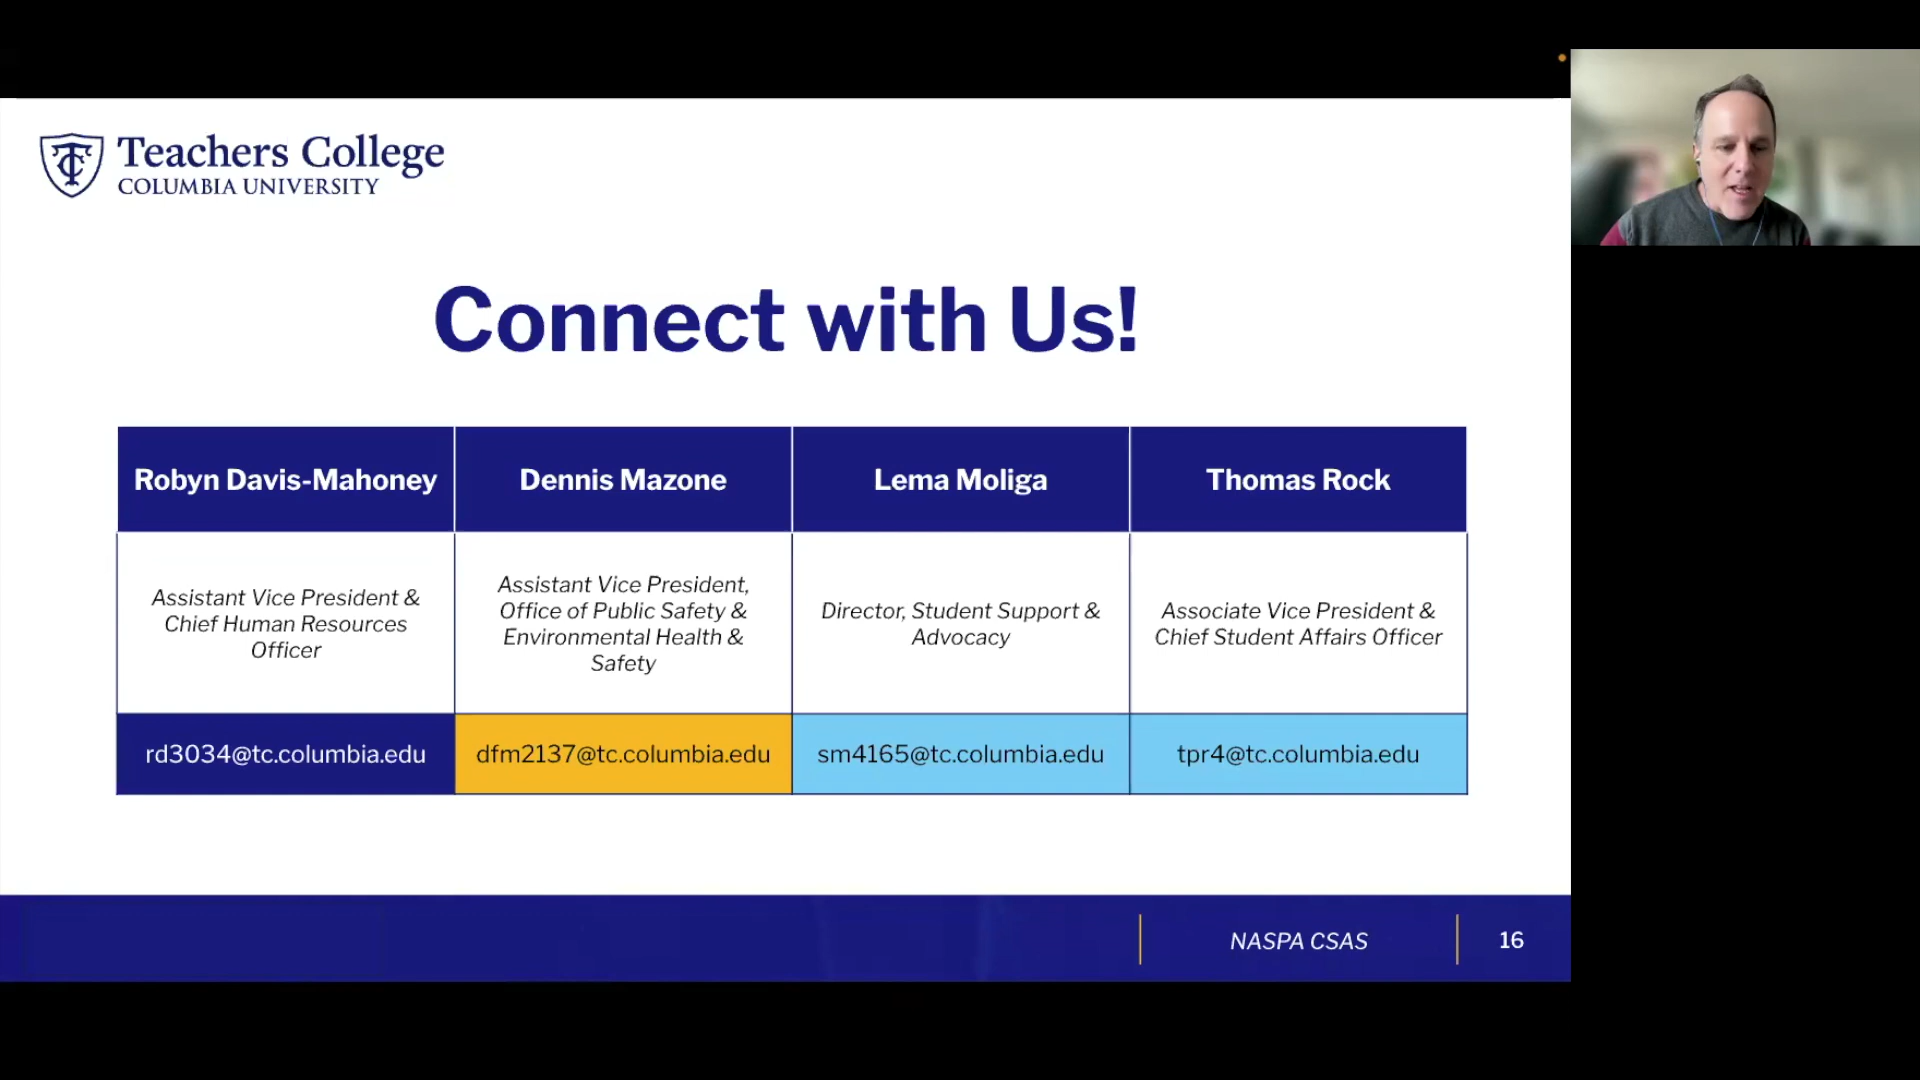 Teachers College
COLUMBIA UNIVERSITY
Connect with Us!
Robyn Davis-Mahoney
Dennis Mazone
Lema Moliga
Thomas Rock
Assistant Vice President &
Chief Human Resources
Officer
Assistant Vice President,
Office of Public Safety &
Environmental Health &
Safety
Director, Student Support &
Advocacy
Associate Vice President &
Chief Student Affairs Officer
rd3034@tc.columbia.edu
dfm2137@tc.columbia.edu
sm4165@tc.columbia.edu
tpr4@tc.columbia.edu
NASPA CSAS
16